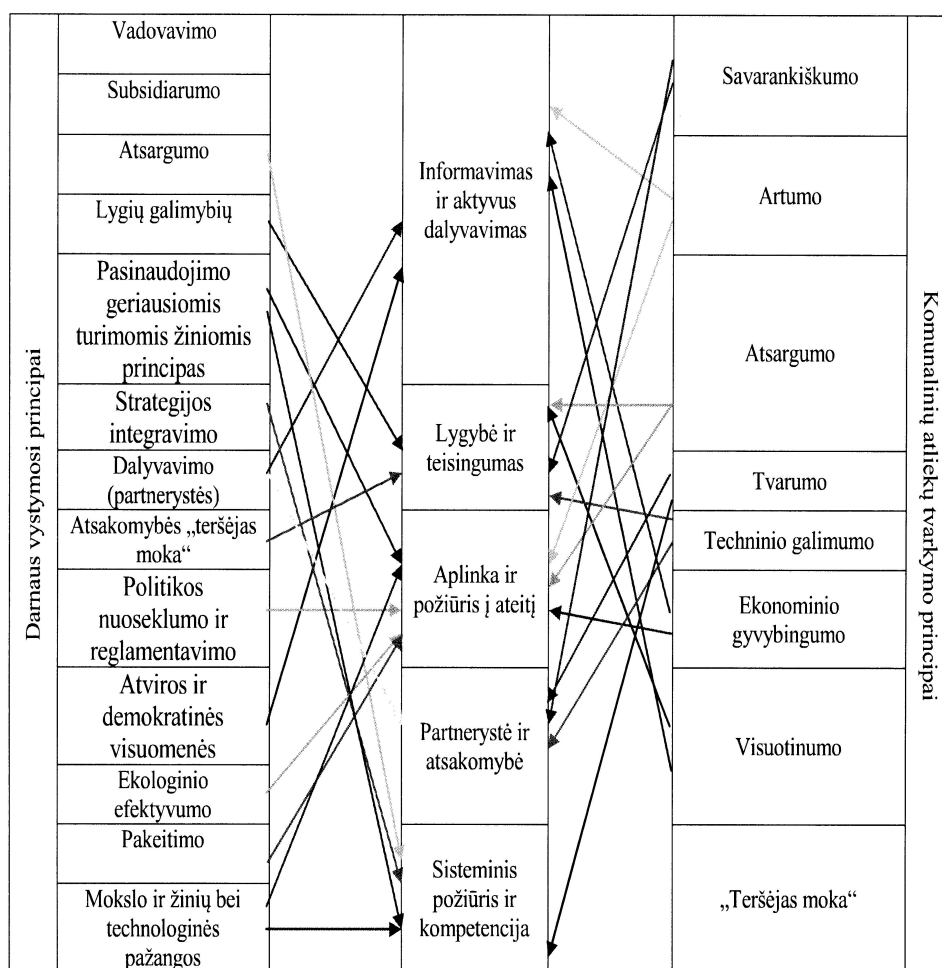 Darnaus vystymosi principai
Vadovavimo
Subsidiarumo
Atsargumo
Lygių galimybių
Pasinaudojimo
geriausiomis
turimomis žiniomis
principas
Strategijos
integravimo
Dalyvavimo
(partnerystės)
Atsakomybės „teršėjas
moka“
Politikos
nuoseklumo ir
reglamentavimo
Atviros ir
demokratinės
visuomenės
Ekologinio
efektyvumo
Pakeitimo
Mokslo ir žinių bei
technologinės
pažangos
Informavimas
ir aktyvus
dalyvavimas
Lygybė ir
teisingumas
Aplinka ir
požiūris į ateitį
Partnerystė ir
atsakomybė
Sisteminis
požiūris ir
kompetencija
Savarankiškumo
Artumo
Atsargumo
Tvarumo
Techninio galimumo
Ekonominio
gyvybingumo
Visuotinumo
„Teršėjas moka“
Komunalinių atliekų tvarkymo principai